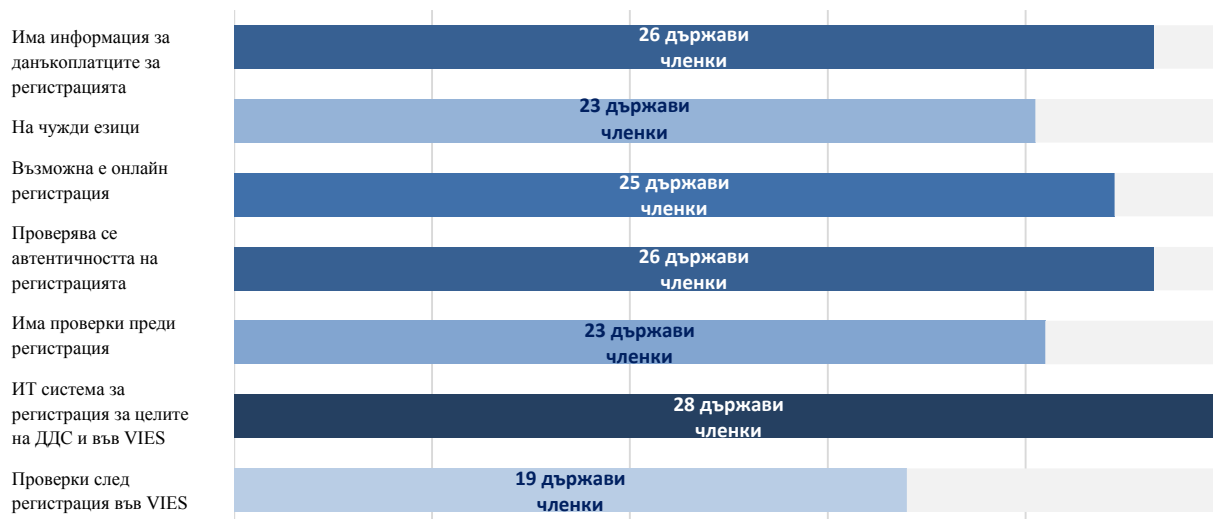 Има информация за
данъкоплатците за
регистрацията
26 държави
членки
На чужди езици
23 държави
членки
Възможна е онлайн
регистрация
25 държави
членки
Проверява се
автентичността на
регистрацията
26 държави
членки
Има проверки преди
регистрация
23 държави
членки
ИТ система за
регистрация за целите
на ДДС и във VIES
28 държави
членки
Проверки след
регистрация във VIES
19 държави
членки